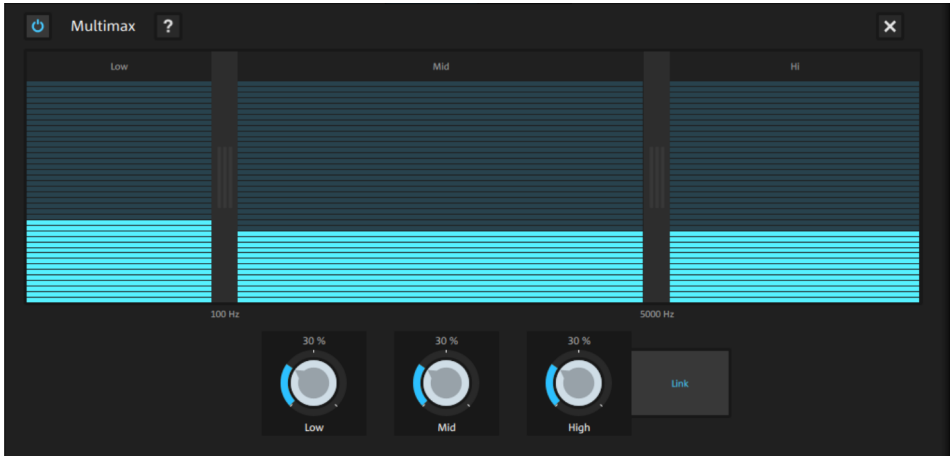 Multimax ?
Low Mid Hi
100 Hz 5000 Hz
30 % 30 % 30 %
Link
Low Mid High